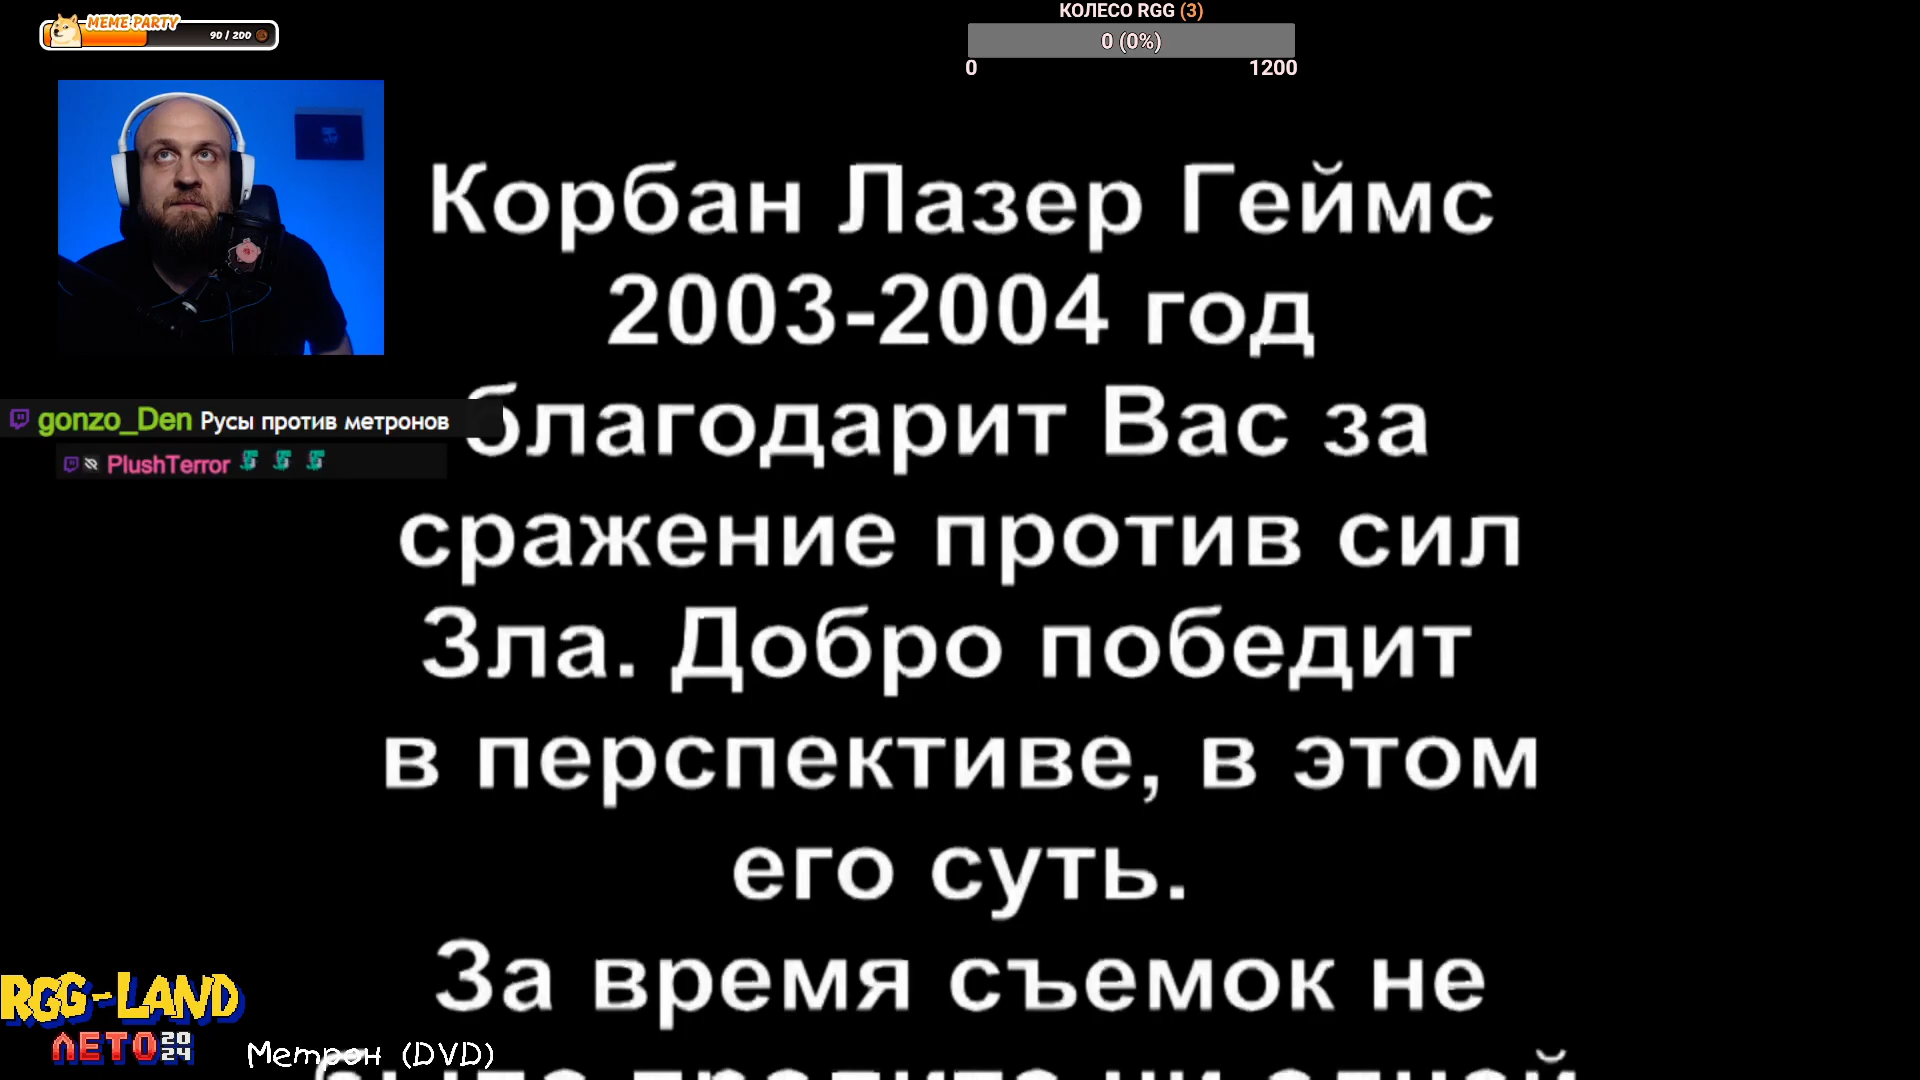 MEME PARTY
90 / 200
КОЛЕСО RGG (3)
0 (0%)
0 1200
Корбан Лазер Геймс
2003-2004 год
благодарит Вас за
сражение против сил
Зла. Добро победит
в перспективе, в этом
его суть.
За время съемок не
gonzo_Den Русы против метронов
PlushTerror
RGG-LAND
ЛЕТО 2024
Метрон (DVD)